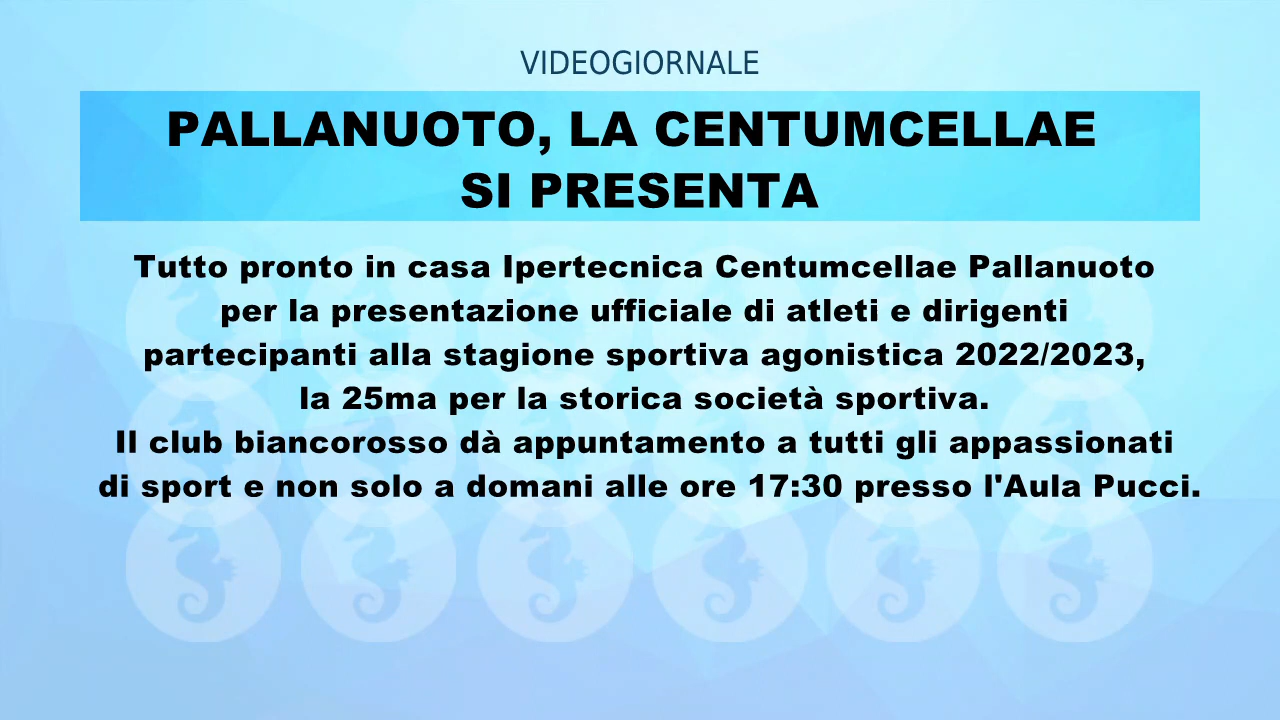 VIDEOGIORNALE
PALLANUOTO, LA CENTUMCELLAE
SI PRESENTA
Tutto pronto in casa Ipertecnica Centumcellae Pallanuoto
per la presentazione ufficiale di atleti e dirigenti
partecipanti alla stagione sportiva agonistica 2022/2023,
la 25ma per la storica società sportiva.
Il club biancorosso dà appuntamento a tutti gli appassionati
di sport e non solo a domani alle ore 17:30 presso l'Aula Pucci.